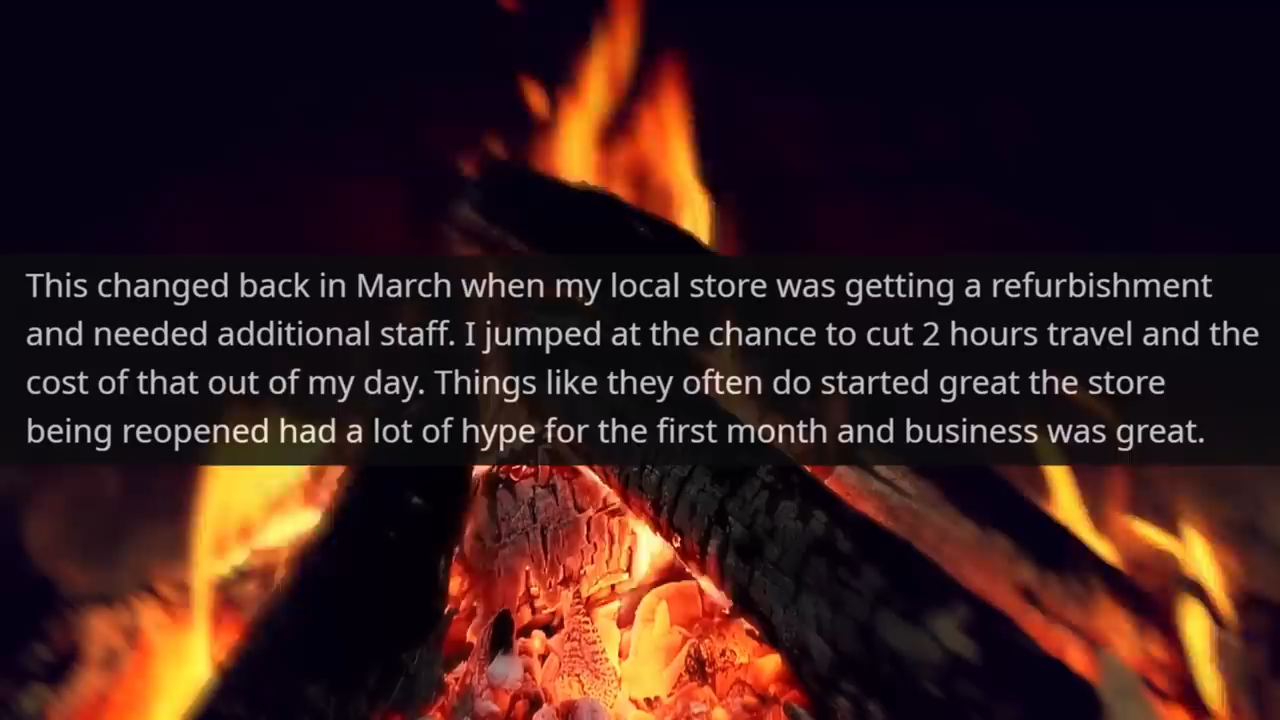 This changed back in March when my local store was getting a refurbishment
and needed additional staff. I jumped at the chance to cut 2 hours travel and the
cost of that out of my day. Things like they often do started great the store
being reopened had a lot of hype for the first month and business was great.